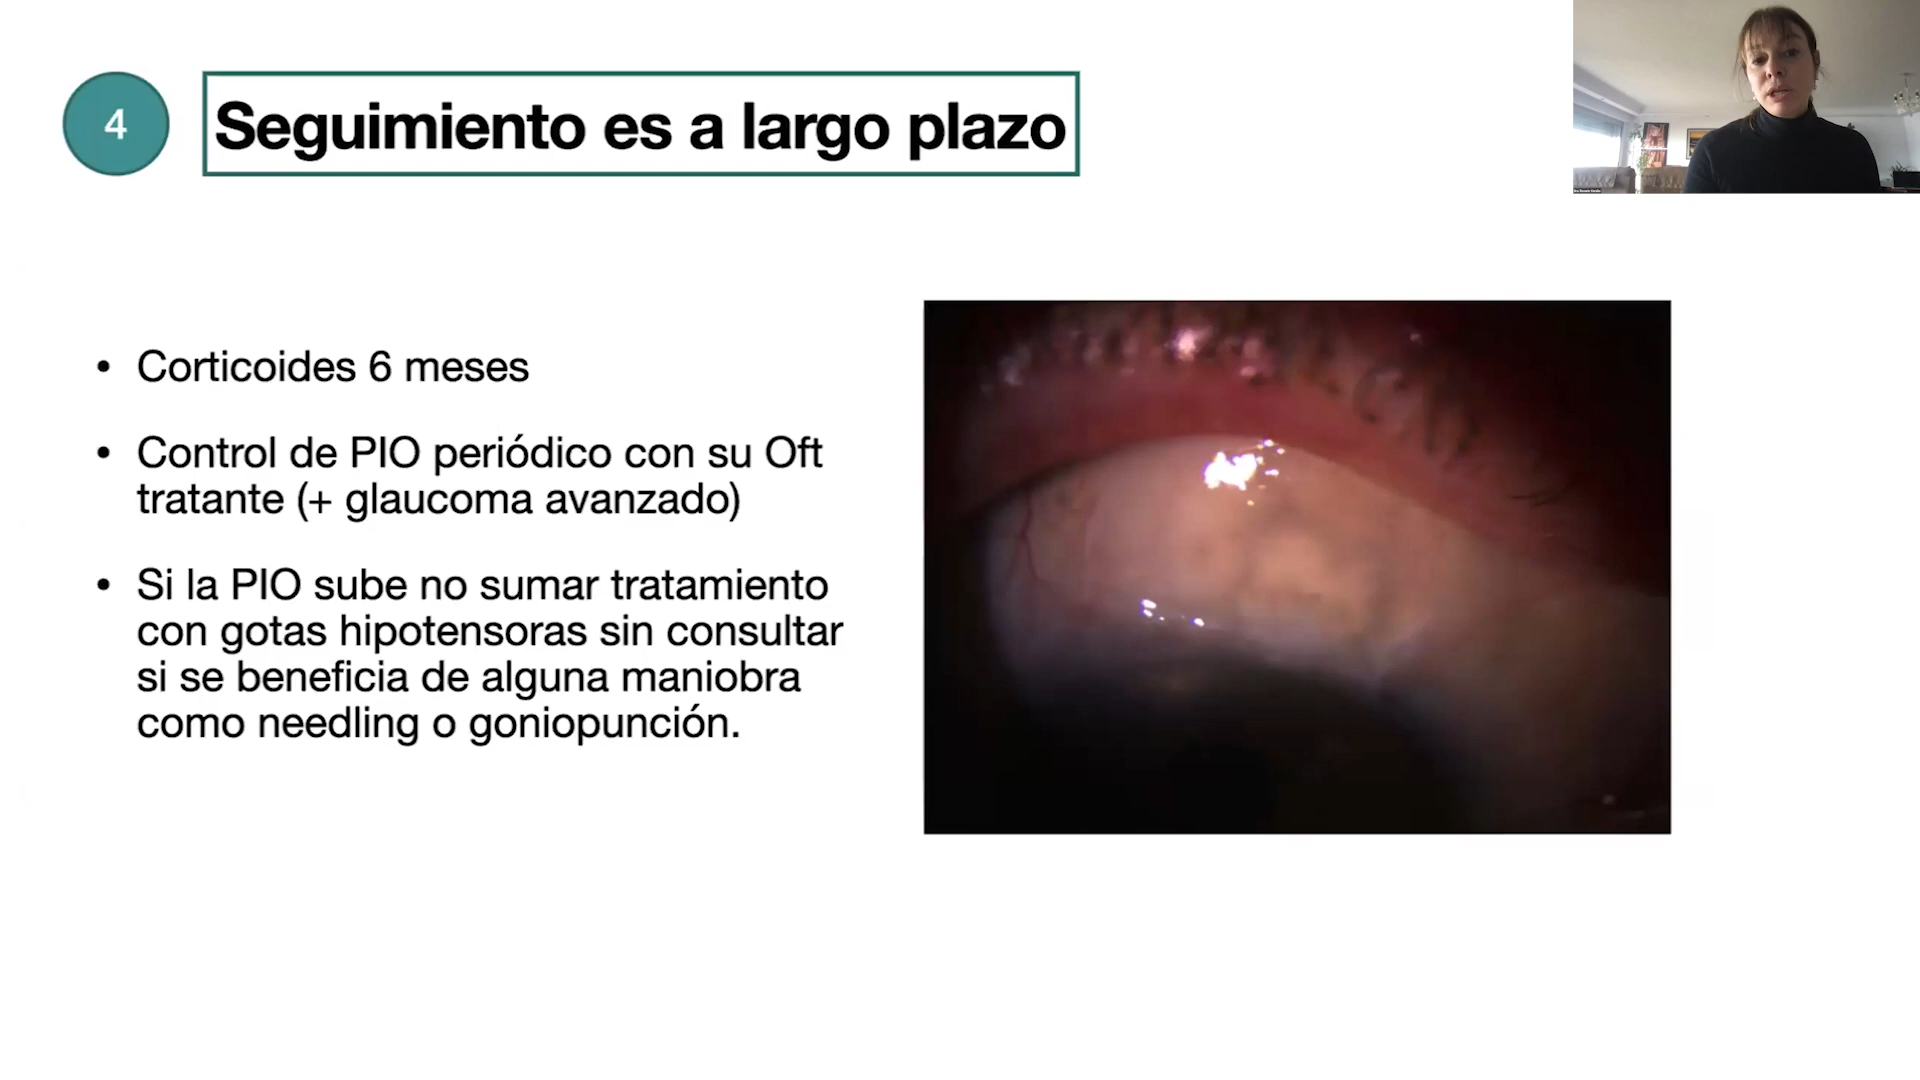 4
Seguimiento es a largo plazo
• Corticoides 6 meses
• Control de PIO periódico con su Oft
tratante (+ glaucoma avanzado)
• Si la PIO sube no sumar tratamiento
con gotas hipotensoras sin consultar
si se beneficia de alguna maniobra
como needling o goniopunción.